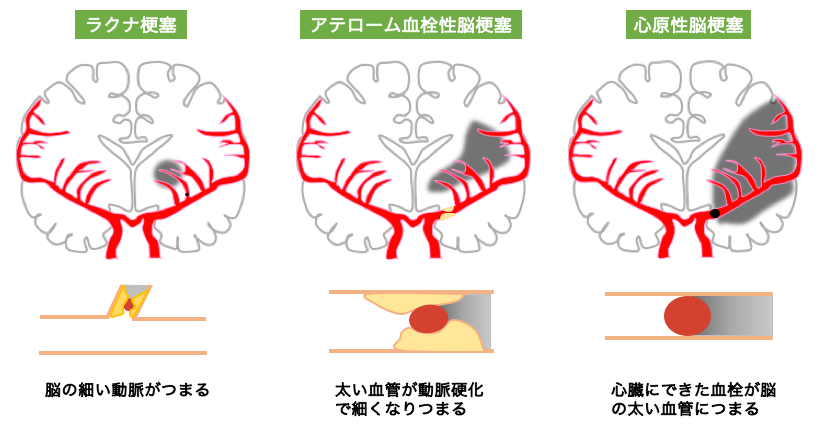 ラクナ梗塞
アテローム血栓性脳梗塞
心原性脳梗塞
脳の細い動脈がつまる
太い血管が動脈硬化
で細くなりつまる
心臓にできた血栓が脳
の太い血管につまる